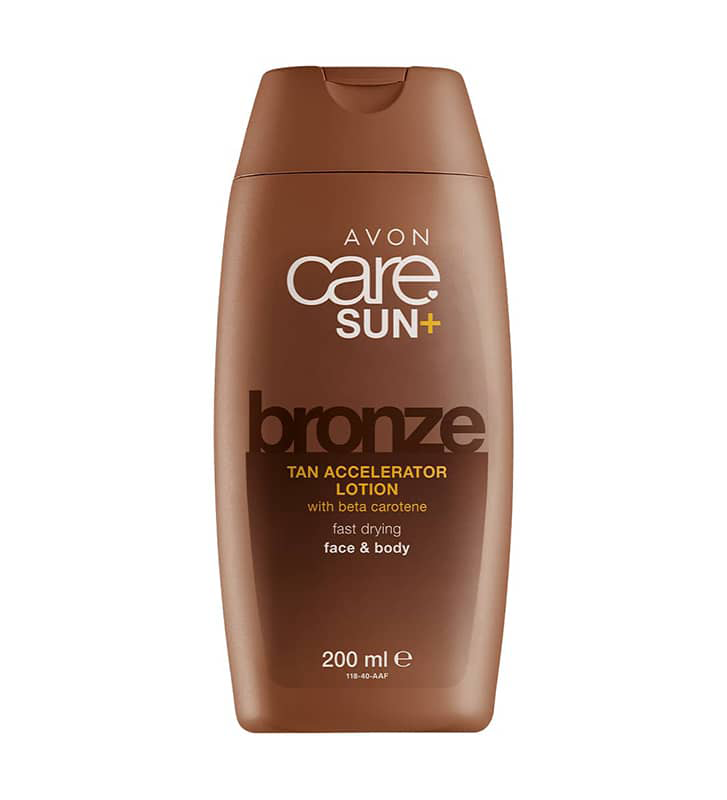 AVON
care
SUN+
bronze
TAN ACCELERATOR
LOTION
with beta carotene
fast drying
face & body
200 ml ℮
118-40-AAF